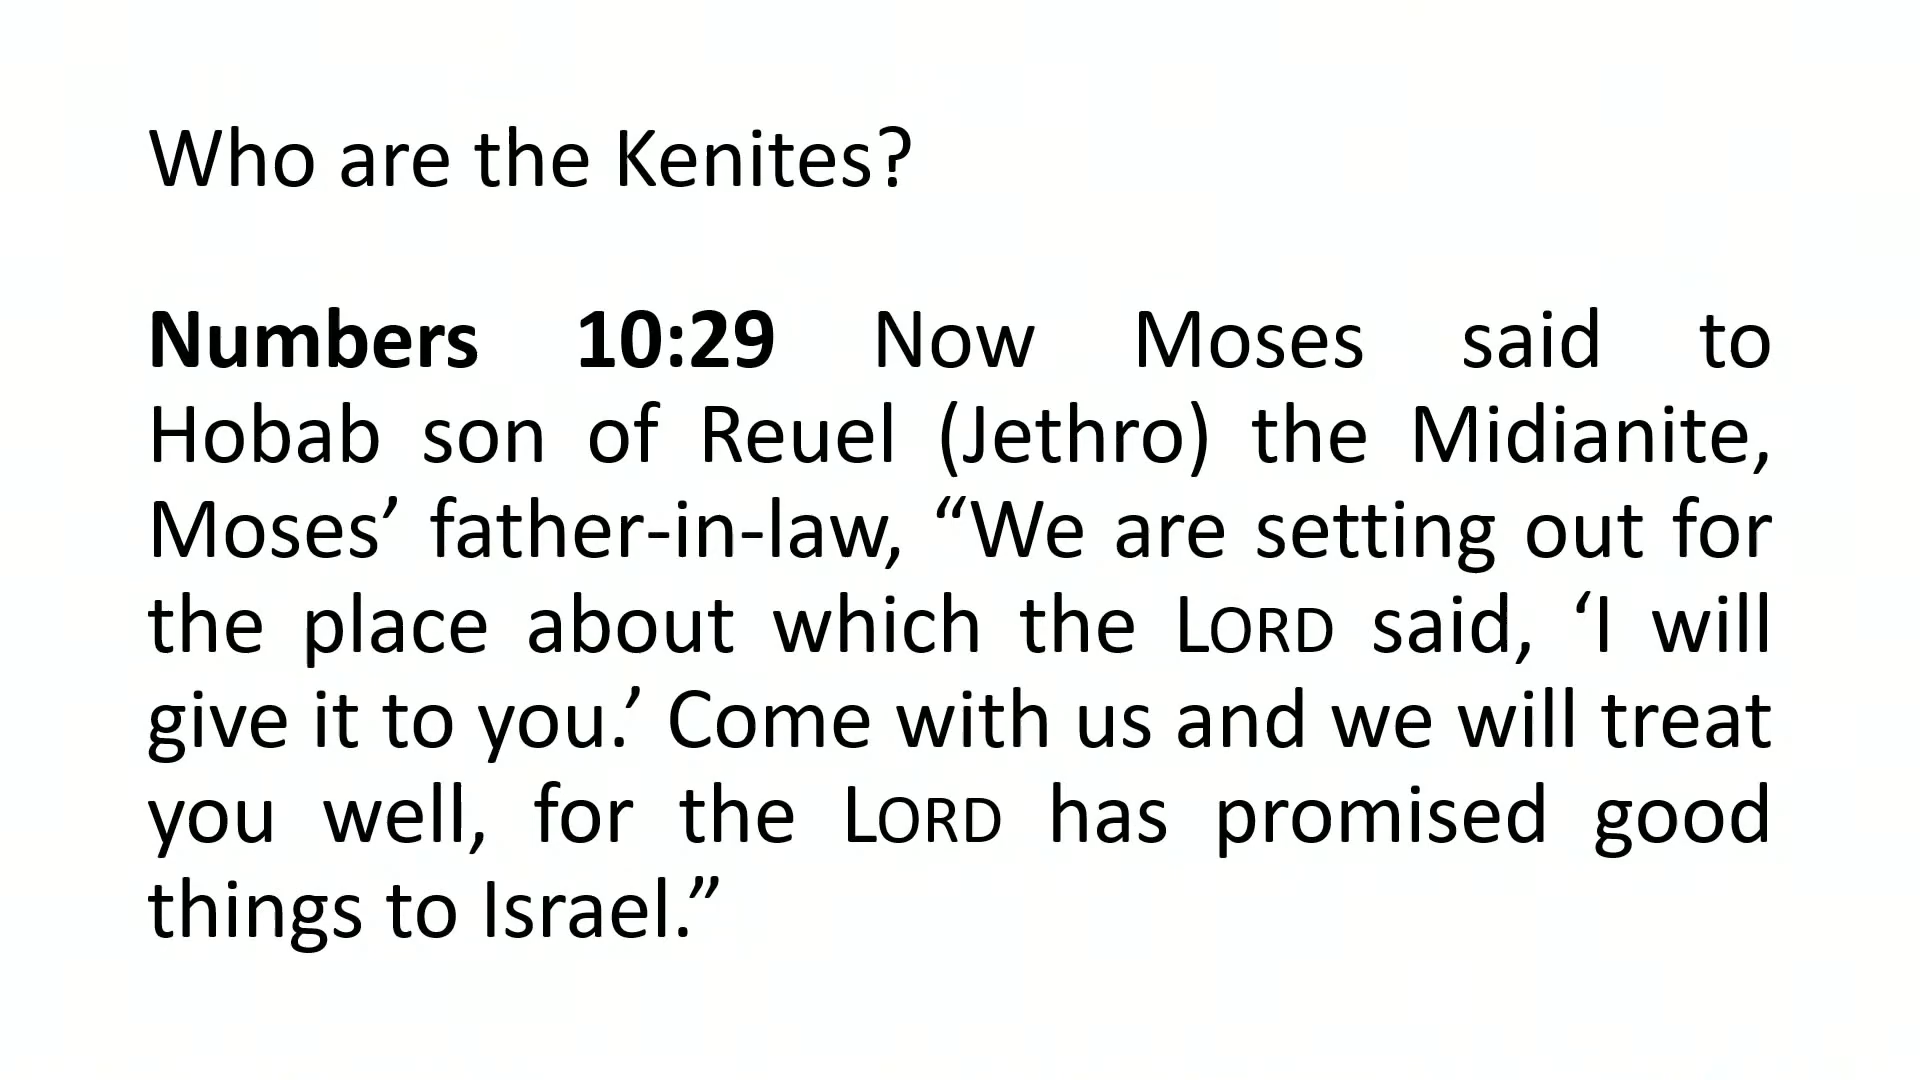 Who are the Kenites?
Numbers 10:29 Now Moses said to
Hobab son of Reuel (Jethro) the Midianite,
Moses’ father-in-law, “We are setting out for
the place about which the LORD said, ‘I will
give it to you.’ Come with us and we will treat
you well, for the LORD has promised good
things to Israel.”